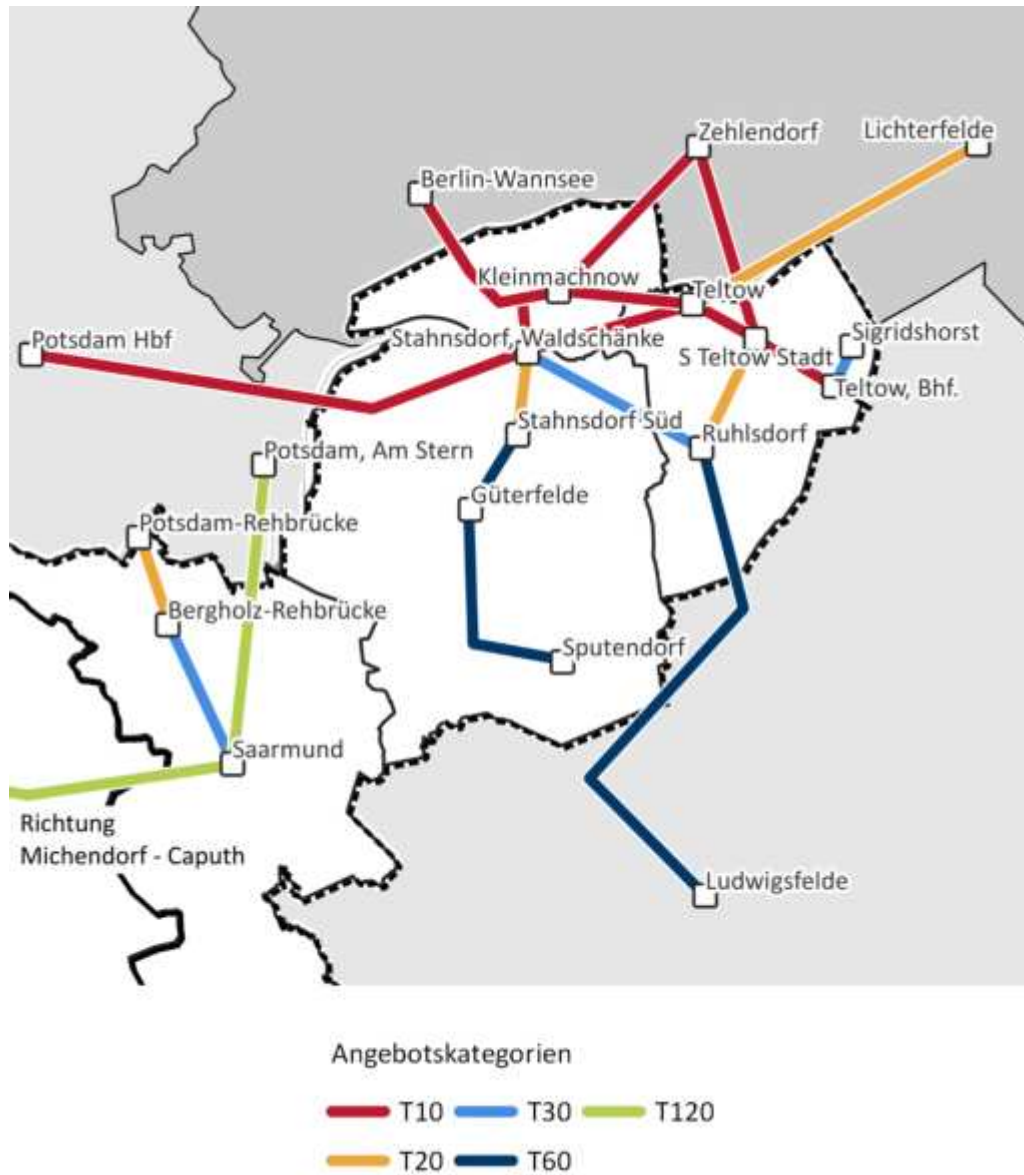 Zehlendorf
Lichterfelde
Berlin-Wannsee
Kleinmachnow
Teltow
Potsdam Hbf
Stahnsdorf, Waldschänke
Sigridshorst
S Teltow Stadt
Teltow, Bhf.
Stahnsdorf Süd
Ruhlsdorf
Potsdam, Am Stern
Güterfelde
Potsdam-Rehbrücke
Bergholz-Rehbrücke
Sputendorf
Saarmund
Richtung
Michendorf - Caputh
Ludwigsfelde
Angebotskategorien
T10 T30 T120
T20 T60